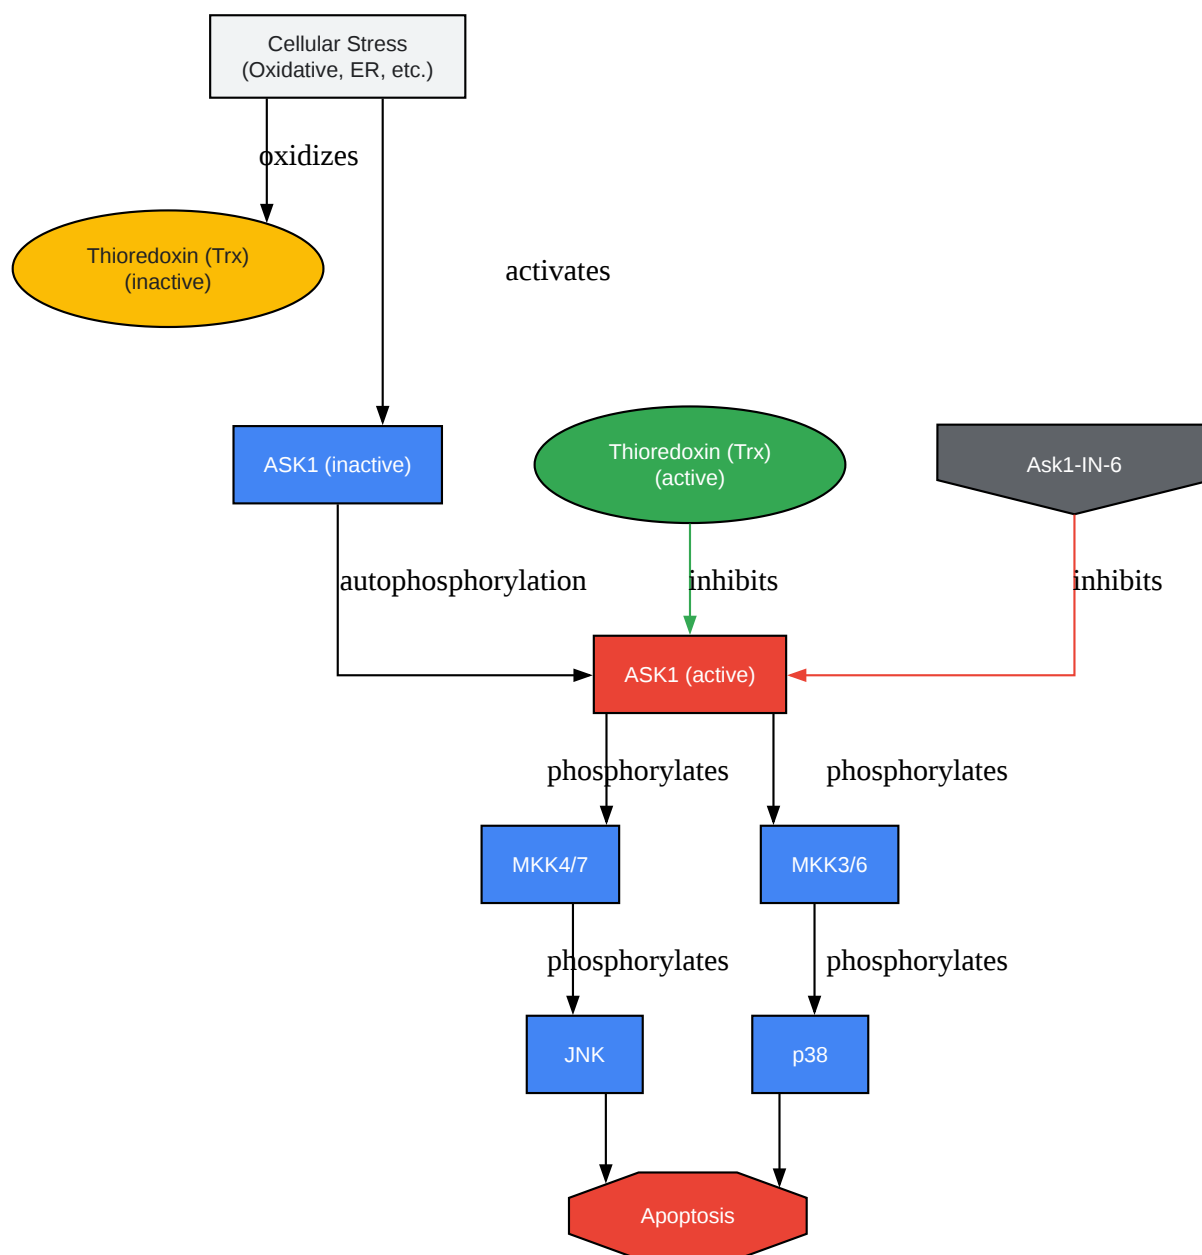 Cellular Stress
(Oxidative, ER, etc.)
oxidizes
Thioredoxin (Trx)
(inactive)
activates
ASK1 (inactive)
Thioredoxin (Trx)
(active)
Ask1-IN-6
autophosphorylation
inhibits
inhibits
ASK1 (active)
phosphorylates
phosphorylates
MKK4/7
MKK3/6
phosphorylates
phosphorylates
JNK
p38
Apoptosis